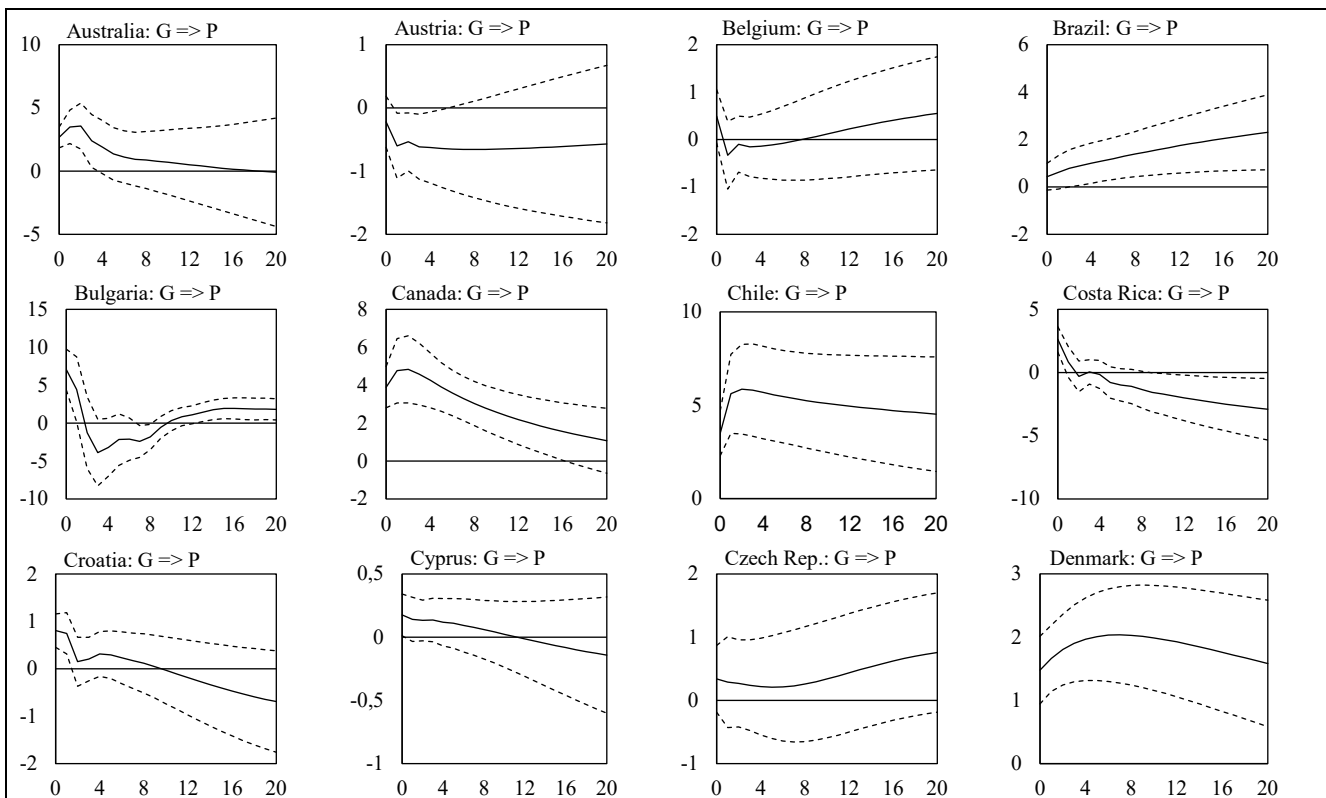 Australia: G => P
10
5
0
-5
0 4 8 12 16 20
Austria: G => P
1
0
-1
-2
0 4 8 12 16 20
Belgium: G => P
2
1
0
-1
-2
0 4 8 12 16 20
Brazil: G => P
6
4
2
0
-2
0 4 8 12 16 20
Bulgaria: G => P
15
10
5
0
-5
-10
0 4 8 12 16 20
Canada: G => P
8
6
4
2
0
-2
0 4 8 12 16 20
Chile: G => P
10
5
0
0 4 8 12 16 20
Costa Rica: G => P
5
0
-5
-10
0 4 8 12 16 20
Croatia: G => P
2
1
0
-1
-2
0 4 8 12 16 20
Cyprus: G => P
0,5
0
-0,5
-1
0 4 8 12 16 20
Czech Rep.: G => P
2
1
0
-1
0 4 8 12 16 20
Denmark: G => P
3
2
1
0
0 4 8 12 16 20